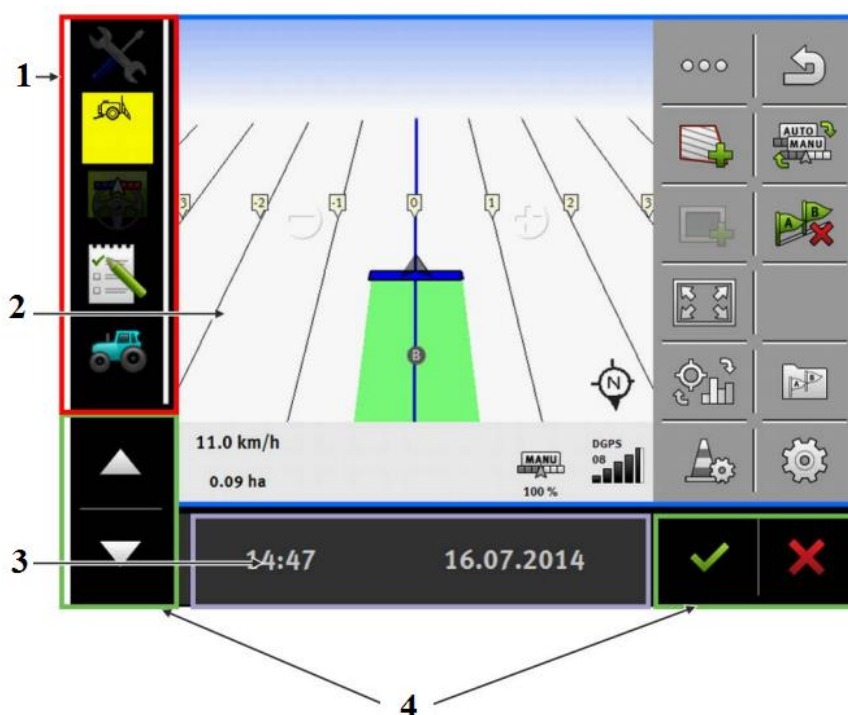 1
2
3
4
3 -2 -1 0 1 2 3
B
N
11.0 km/h
0.09 ha
MANU
100 %
DGPS
08
AUTO
MANU
A B
A B
14:47 16.07.2014